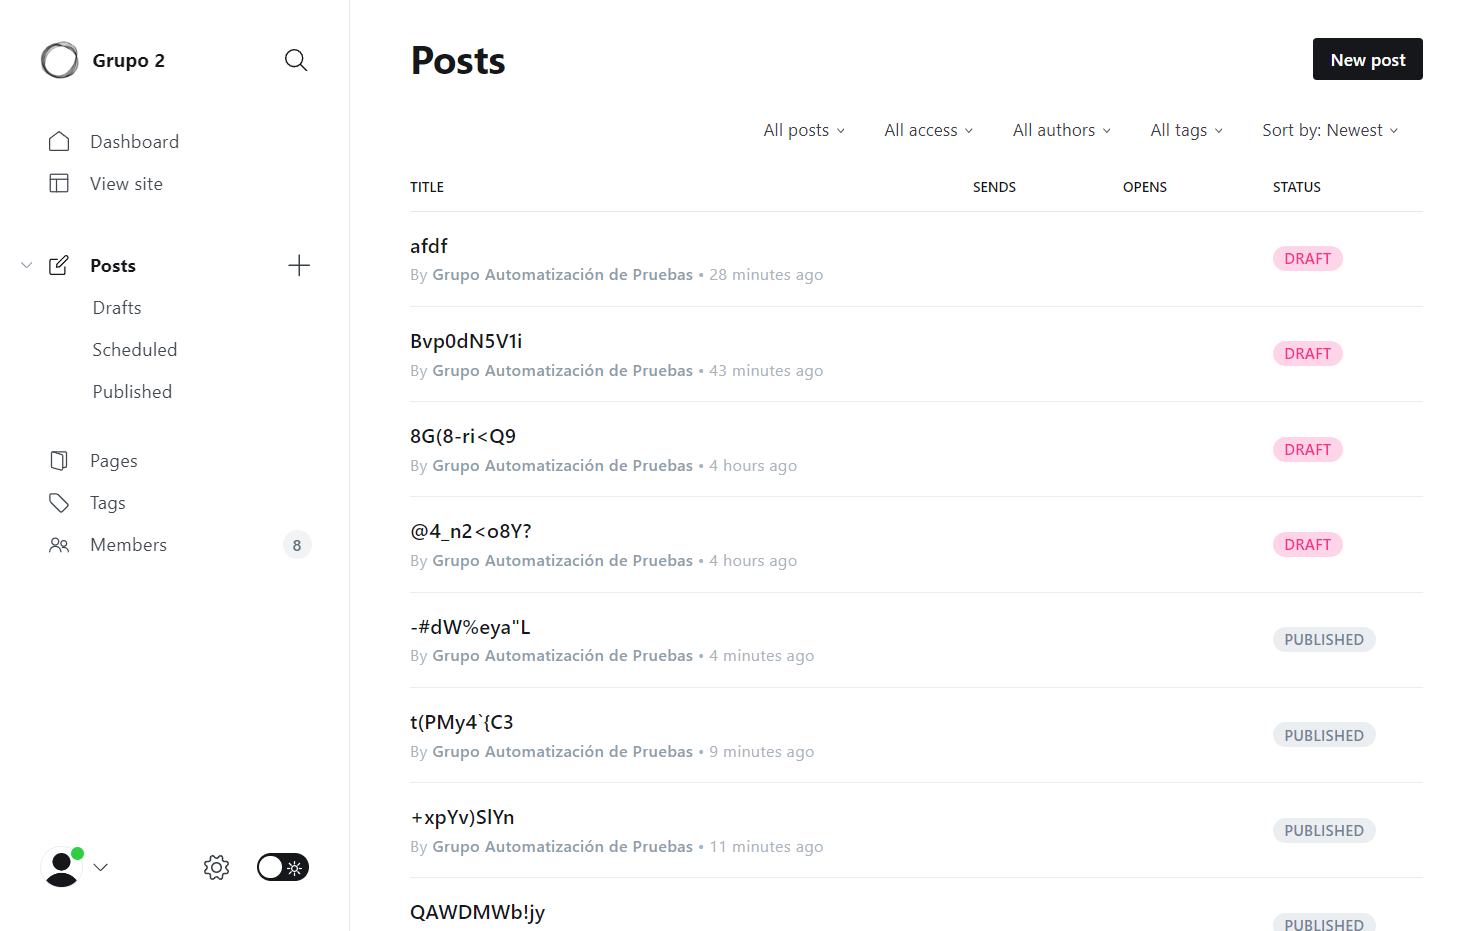 Grupo 2
Dashboard
View site
Posts
Drafts
Scheduled
Published
Pages
Tags
Members 8
Posts
New post
All posts All access All authors All tags Sort by: Newest
TITLE SENDS OPENS STATUS
afdf
By Grupo Automatización de Pruebas • 28 minutes ago
DRAFT
Bvp0dN5V1i
By Grupo Automatización de Pruebas • 43 minutes ago
DRAFT
8G(8-ri<Q9
By Grupo Automatización de Pruebas • 4 hours ago
DRAFT
@4_n2<o8Y?
By Grupo Automatización de Pruebas • 4 hours ago
DRAFT
-#dW%eya"L
By Grupo Automatización de Pruebas • 4 minutes ago
PUBLISHED
t(PMy4`{C3
By Grupo Automatización de Pruebas • 9 minutes ago
PUBLISHED
+xpYv)SlYn
By Grupo Automatización de Pruebas • 11 minutes ago
PUBLISHED
QAWDMWb!jy
PUBLISHED